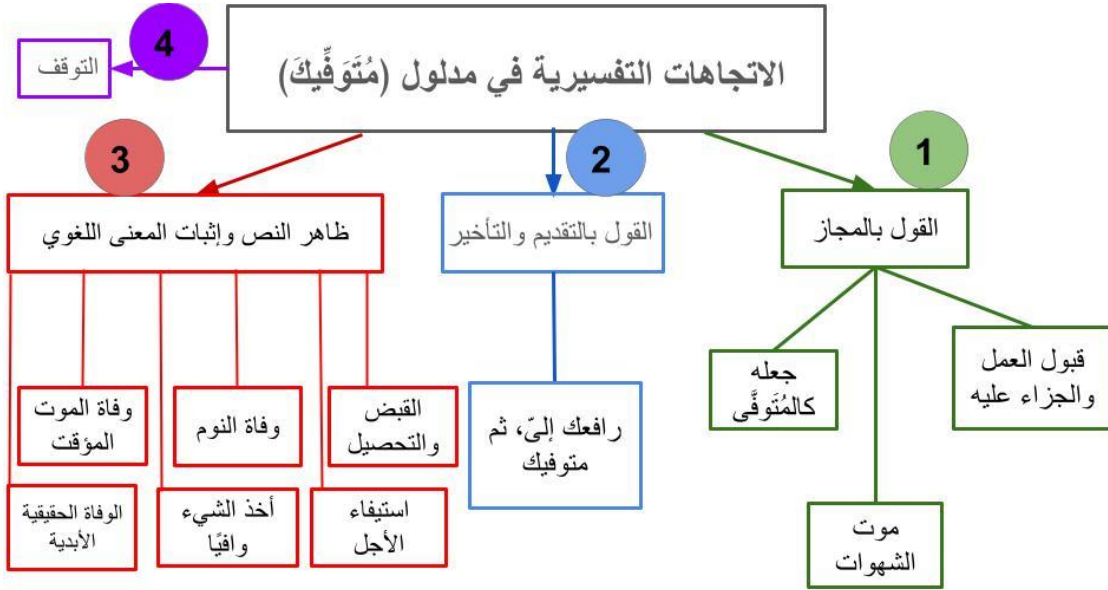 الاتجاهات التفسيرية في مدلول (مُتَوَفِّيكَ)
1
القول بالمجاز
قبول العمل
والجزاء عليه
موت
الشهوات
جعله
كالمُتَوفَّى
2
القول بالتقديم والتأخير
رافعك إلىّ، ثم
متوفيك
3
ظاهر النص وإثبات المعنى اللغوي
القبض
والتحصيل
استيفاء
الأجل
وفاة النوم
أخذ الشيء
وافيًا
وفاة الموت
المؤقت
الوفاة الحقيقية
الأبدية
4
التوقف